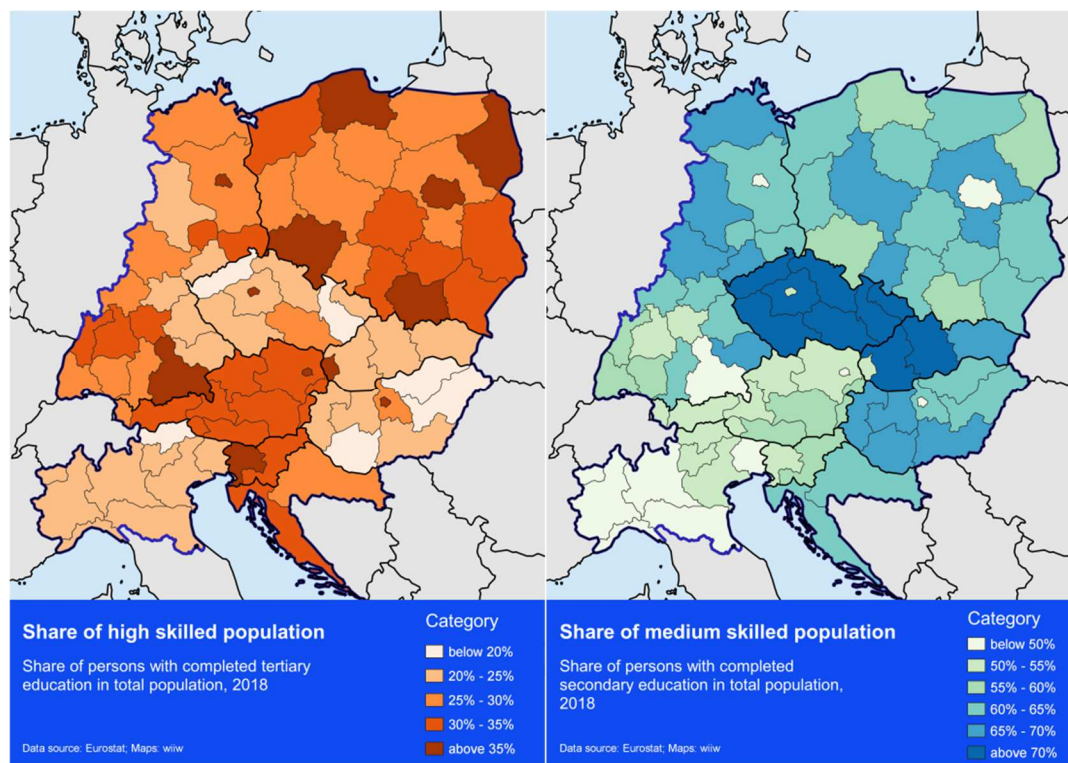 Share of high skilled population
Share of persons with completed tertiary
education in total population, 2018
Data source: Eurostat; Maps: wiiw
Category
below 20%
20% - 25%
25% - 30%
30% - 35%
above 35%
Share of medium skilled population
Share of persons with completed
secondary education in total population,
2018
Data source: Eurostat; Maps: wiiw
Category
below 50%
50% - 55%
55% - 60%
60% - 65%
65% - 70%
above 70%